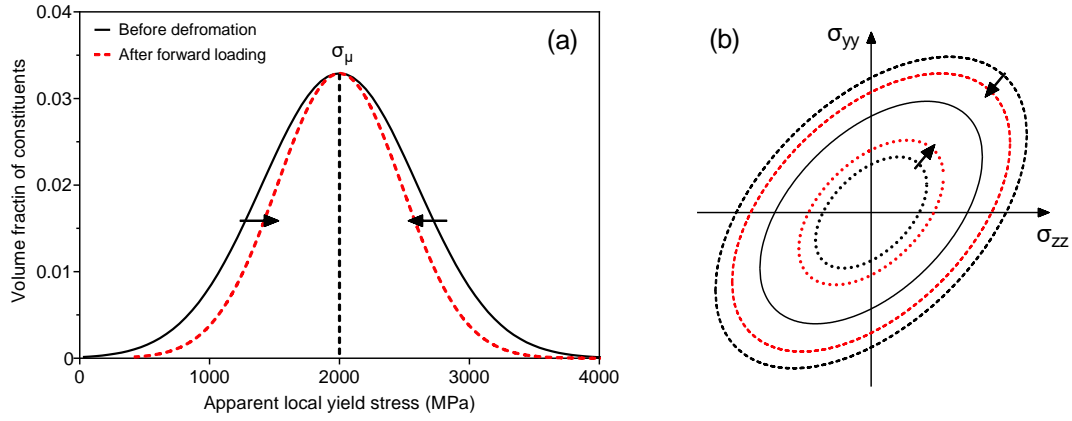 0.04
0.03
0.02
0.01
0
Volume fractin of constituents
Before defromation
After forward loading
σμ
(a)
0
1000
2000
3000
4000
Apparent local yield stress (MPa)
(b)
σyy
σzz